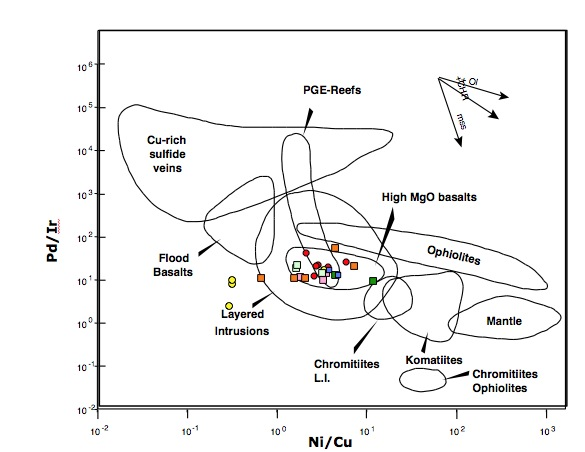 10^6
10^5
10^4
10^3
10^2
10^1
10^0
10^-1
10^-2
Pd/Ir
PGE-Reefs
Ol
mss
Cu-rich
sulfide
veins
High MgO basalts
Flood
Basalts
Ophiolites
Layered
Intrusions
Mantle
Chromitiites
L.I.
Komatiites
Chromitiites
Ophiolites
10^-2
10^-1
10^0
10^1
10^2
10^3
Ni/Cu